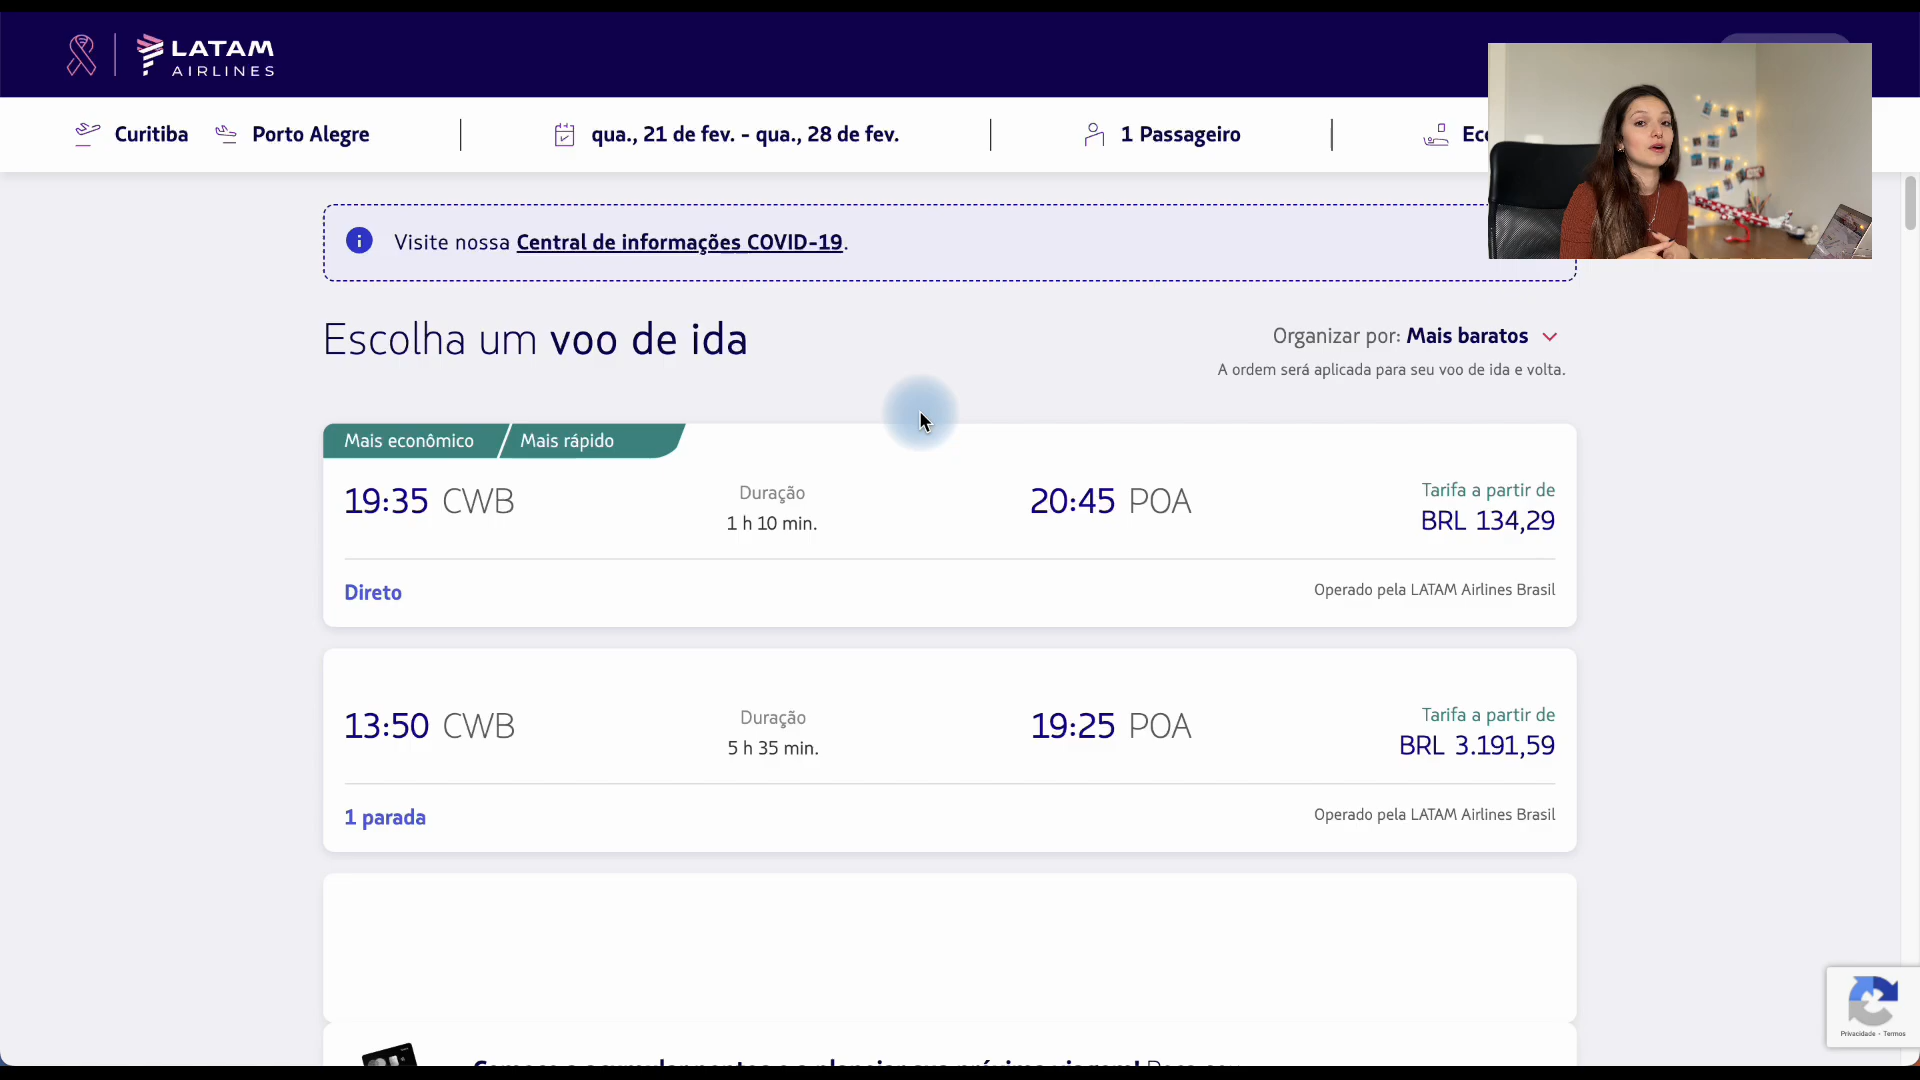 LATAM
AIRLINES
Curitiba
Porto Alegre
qua., 21 de fev. - qua., 28 de fev.
1 Passageiro
Visite nossa Central de informações COVID-19.
Escolha um voo de ida
Organizar por: Mais baratos
A ordem será aplicada para seu voo de ida e volta.
Mais econômico
Mais rápido
19:35 CWB
Duração
1 h 10 min.
20:45 POA
Tarifa a partir de
BRL 134,29
Direto
Operado pela LATAM Airlines Brasil
13:50 CWB
Duração
5 h 35 min.
19:25 POA
Tarifa a partir de
BRL 3.191,59
1 parada
Operado pela LATAM Airlines Brasil
Privacidade - Termos